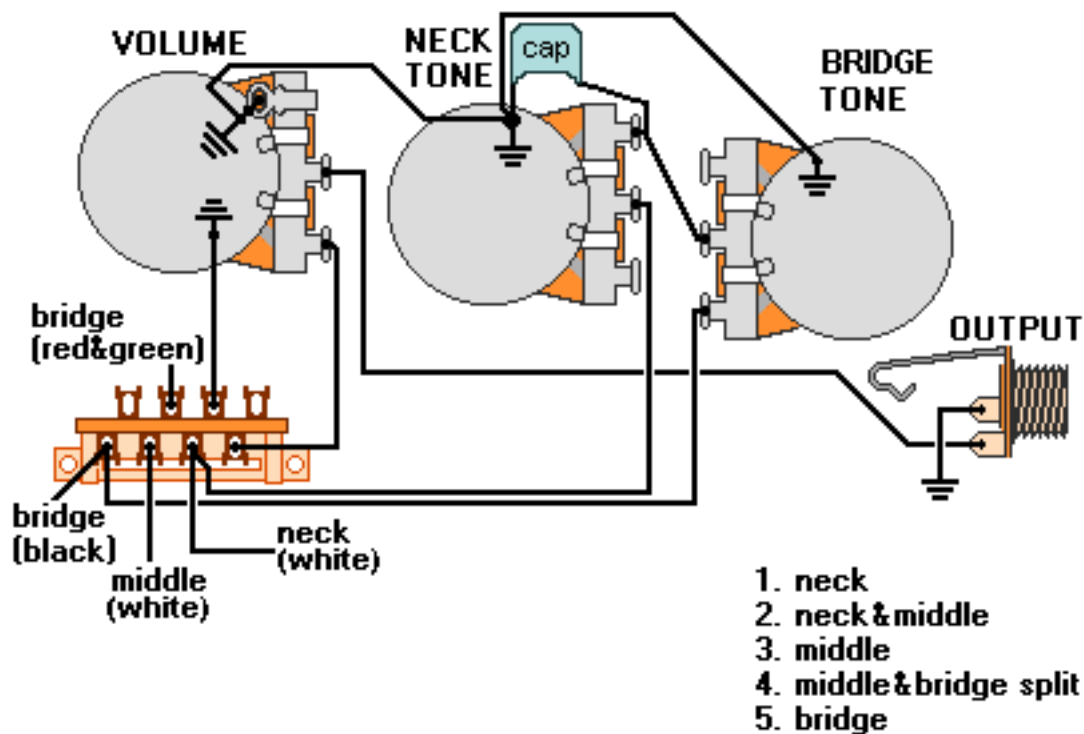 VOLUME
NECK
TONE
cap
BRIDGE
TONE
bridge
(red&green)
OUTPUT
bridge
(black)
middle
(white)
neck
(white)
1. neck
2. neck&middle
3. middle
4. middle&bridge split
5. bridge